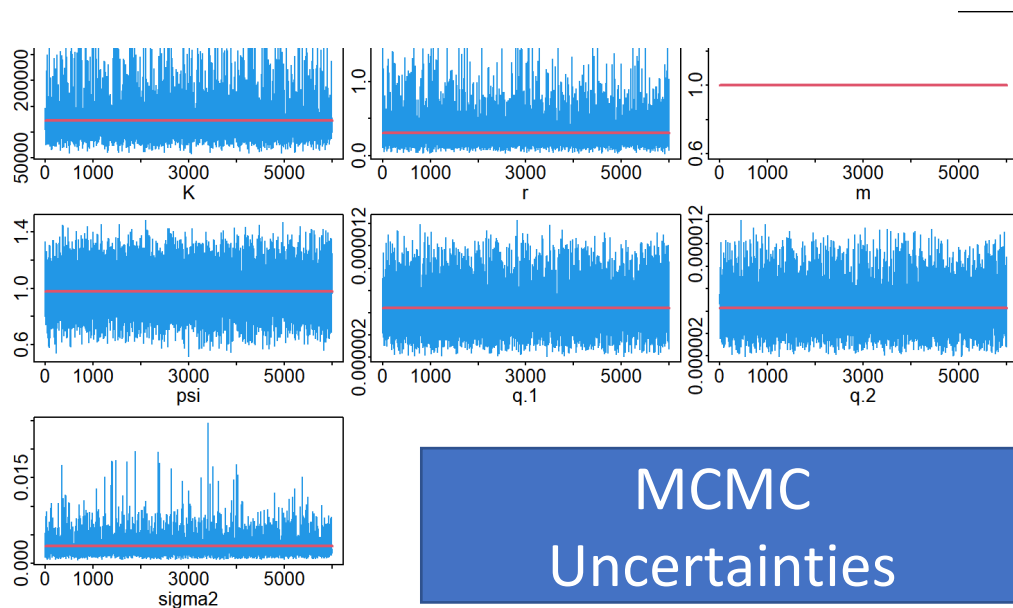 50000 200000
0 1000 3000 5000
K
0.0 1.0
0 1000 3000 5000
r
0.6 1.0
0 1000 3000 5000
m
0.6 1.0 1.4
0 1000 3000 5000
psi
0.000002 0.000012
0 1000 3000 5000
q.1
0.000002 0.000012
0 1000 3000 5000
q.2
0.000 0.015
0 1000 3000 5000
sigma2
MCMC
Uncertainties